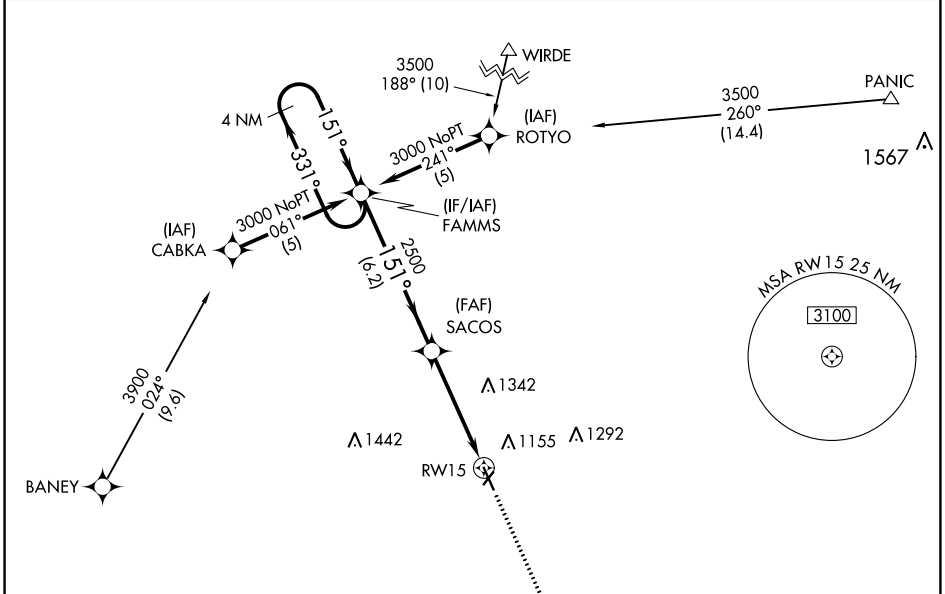 WIRDE
3500
188° (10)
PANIC
3500
260°
(14.4)
1567
4 NM
151°
331°
(IAF)
ROTYO
3000 NoPT
241°
(5)
(IF/IAF)
FAMMS
(IAF)
CABKA
3000 NoPT
061°
(5)
2500
151°
(6.2)
(FAF)
SACOS
MSA RW15 25 NM
3100
3900
024°
(9.6)
1342
1442
1155
1292
RW15
BANEY